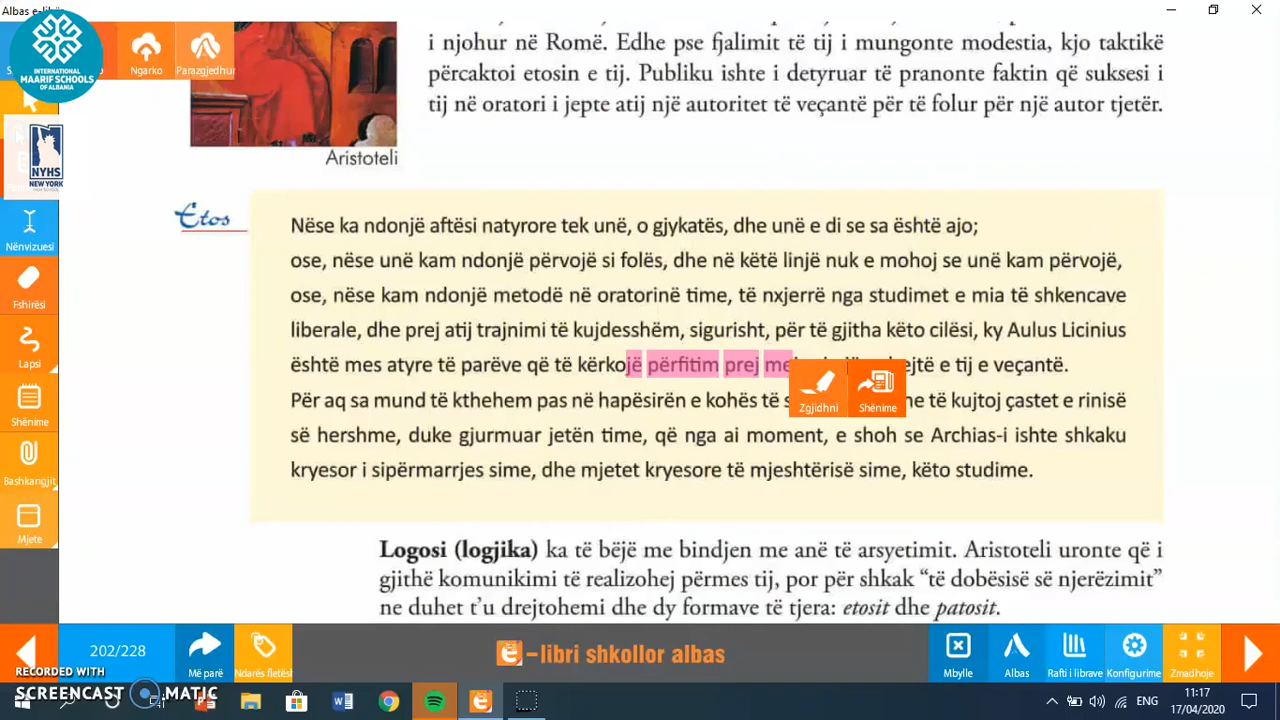 Albas e-libër
INTERNATIONAL
MAARIF SCHOOLS
OF ALBANIA
Ngarko
Parazgjedhur
NYHS
NEW YORK
Nënvizuesi
Fshirësi
Lapsi
Shënime
Bashkangjit
Mjete
i njohur në Romë. Edhe pse fjalimit të tij i mungonte modestia, kjo taktikë
përcaktoi etosin e tij. Publiku ishte i detyruar të pranonte faktin që suksesi i
tij në oratori i jepte atij një autoritet të veçantë për të folur për një autor tjetër.
Aristoteli
Etos
Nëse ka ndonjë aftësi natyrore tek unë, o gjykatës, dhe unë e di se sa është ajo;
ose, nëse unë kam ndonjë përvojë si folës, dhe në këtë linjë nuk e mohoj se unë kam përvojë,
ose, nëse kam ndonjë metodë në oratorinë time, të nxjerrë nga studimet e mia të shkencave
liberale, dhe prej atij trajnimi të kujdesshëm, sigurisht, për të gjitha këto cilësi, ky Aulus Licinius
është mes atyre të parëve që të kërkojë përfitim prej e tij e veçantë.
Zgjidhni
Shënime
Për aq sa mund të kthehem pas në hapësirën e kohës të të kujtoj çastet e rinisë
së hershme, duke gjurmuar jetën time, që nga ai moment, e shoh se Archias-i ishte shkaku
kryesor i sipërmarrjes sime, dhe mjetet kryesore të mjeshtërisë sime, këto studime.
Logosi (logjika) ka të bëjë me bindjen me anë të arsyetimit. Aristoteli uronte që i
gjithë komunikimi të realizohej përmes tij, por për shkak “të dobësisë së njerëzimit”
ne duhet t’u drejtohemi dhe dy formave të tjera: etosit dhe patosit.
202/228
Më parë
Ndarës fletësh
e-libri shkollor albas
Mbylle
Albas
Rafti i librave
Konfigurime
Zmadhoje
RECORDED WITH
SCREENCAST MATIC
ENG
11:17
17/04/2020